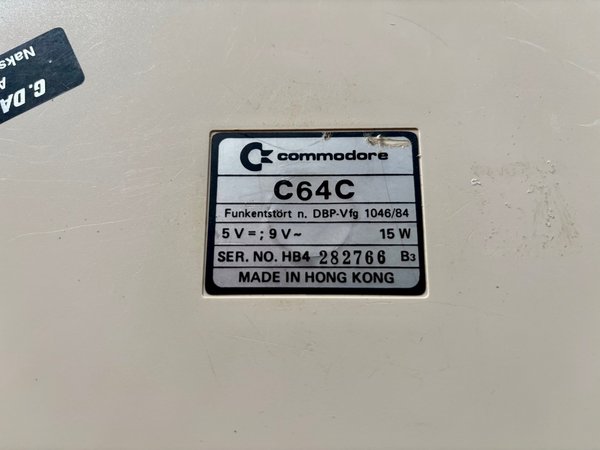 G. DA
Naks
A
commodore
C64C
Funkentstört n. DBP-Vfg 1046/84
5 V = ; 9 V ~ 15 W
SER. NO. HB4 282766 B3
MADE IN HONG KONG